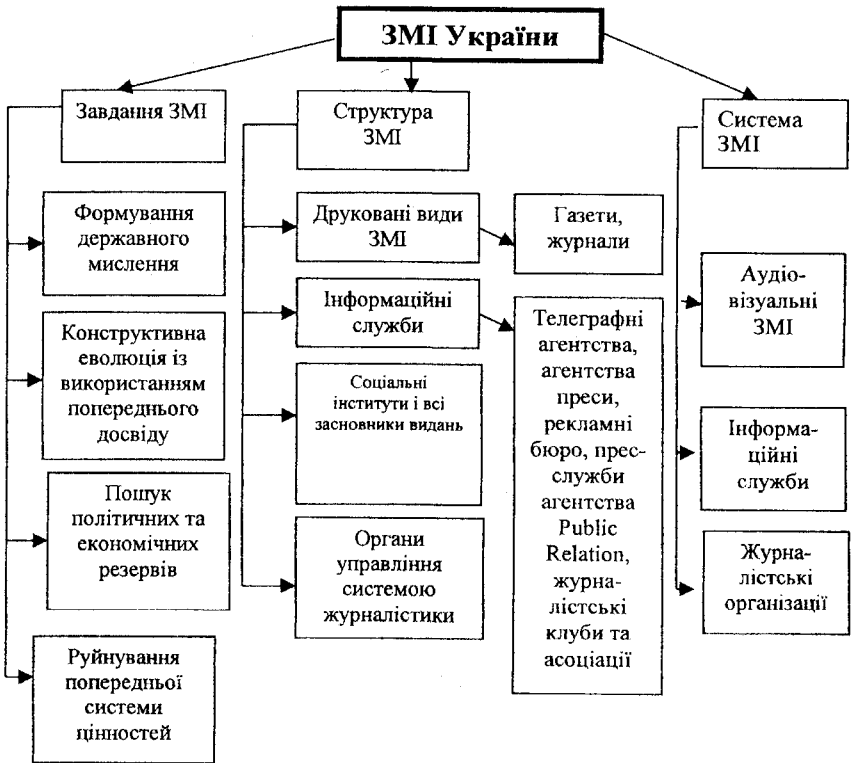 ЗМІ України
Завдання ЗМІ
Формування
державного
мислення
Конструктивна
еволюція із
використанням
попереднього
досвіду
Пошук
політичних та
економічних
резервів
Руйнування
попередньої
системи
цінностей
Структура
ЗМІ
Друковані види
ЗМІ
Інформаційні
служби
Соціальні
інститути і всі
засновники видань
Органи
управління
системою
журналістики
Газети,
журнали
Телеграфні
агентства,
агентства
преси,
рекламні
бюро, прес-
служби
агентства
Public
Relation,
журна-
лістські
клуби та
асоціації
Система
ЗМІ
Аудіо-
візуальні
ЗМІ
Інформа-
ційні
служби
Журна-
лістські
організації